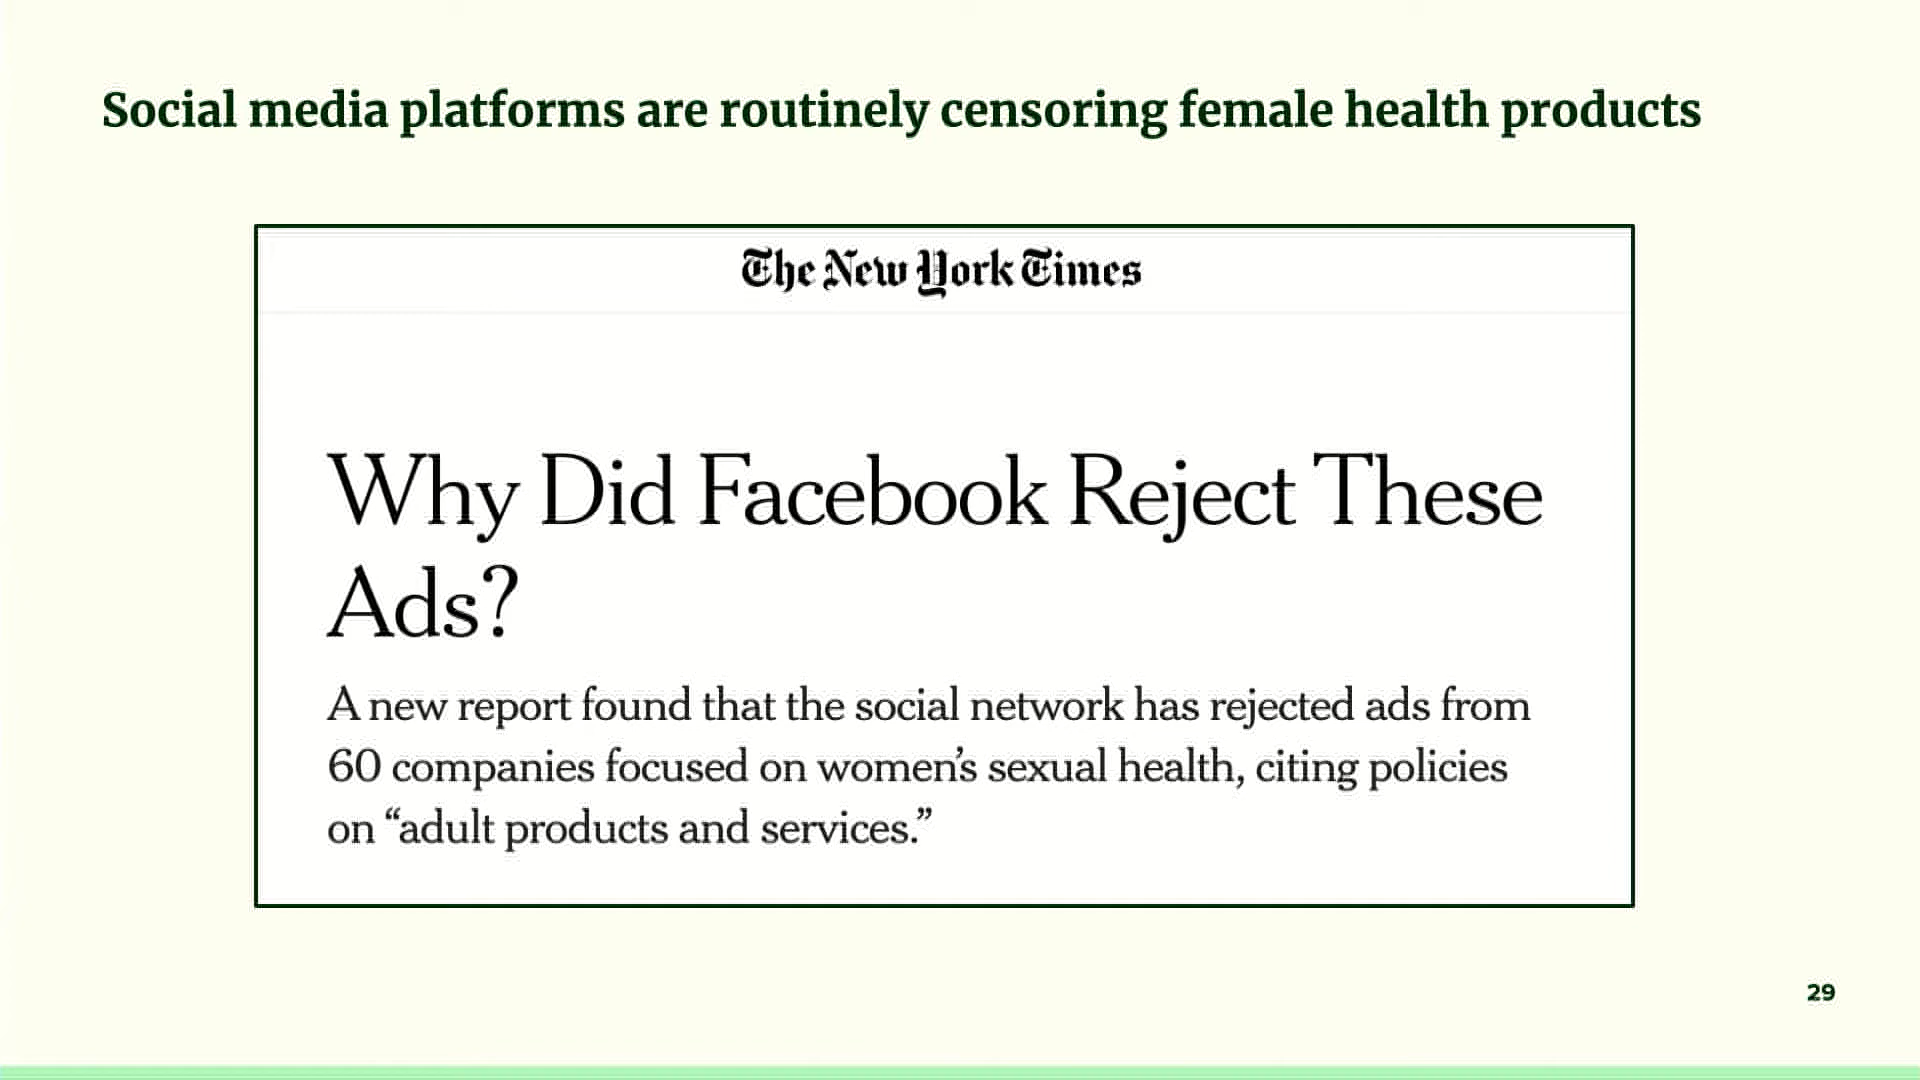 Social media platforms are routinely censoring female health products
The New York Times
Why Did Facebook Reject These
Ads?
A new report found that the social network has rejected ads from
60 companies focused on women’s sexual health, citing policies
on “adult products and services.”
29